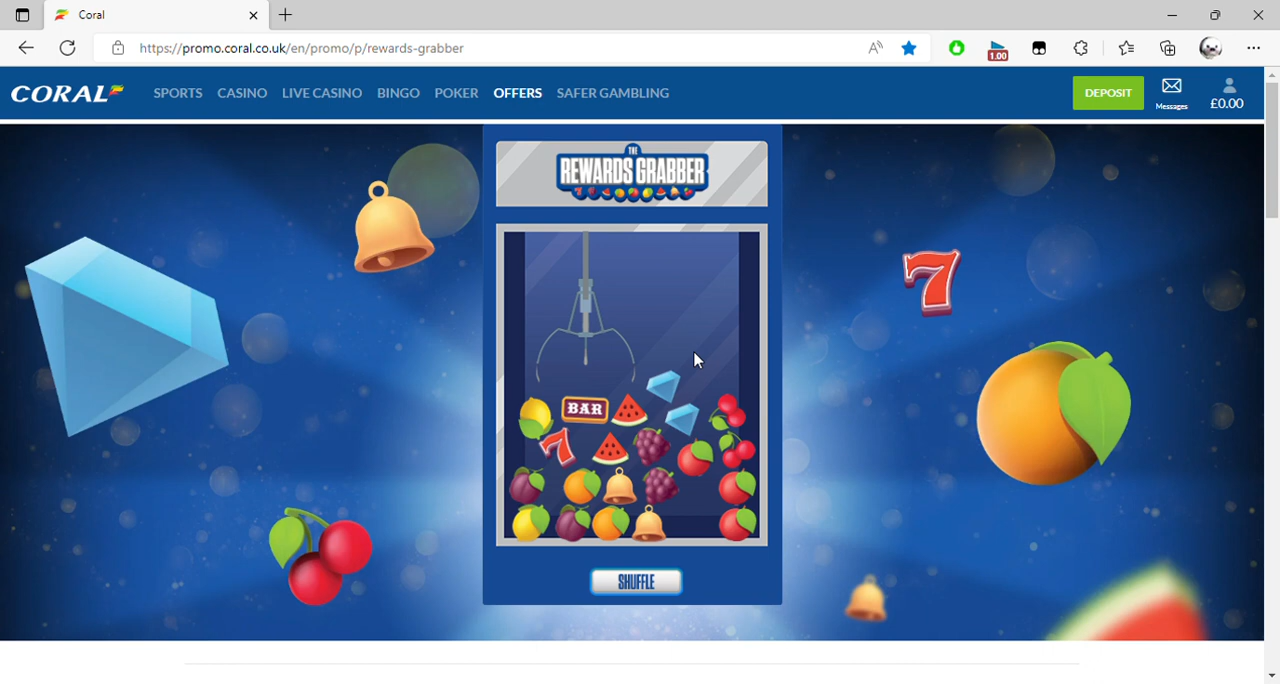 Coral
https://promo.coral.co.uk/en/promo/p/rewards-grabber
1.00
CORAL
SPORTS CASINO LIVE CASINO BINGO POKER OFFERS SAFER GAMBLING
DEPOSIT
Messages
£0.00
THE
REWARDS GRABBER
7
BAR
7
SHUFFLE